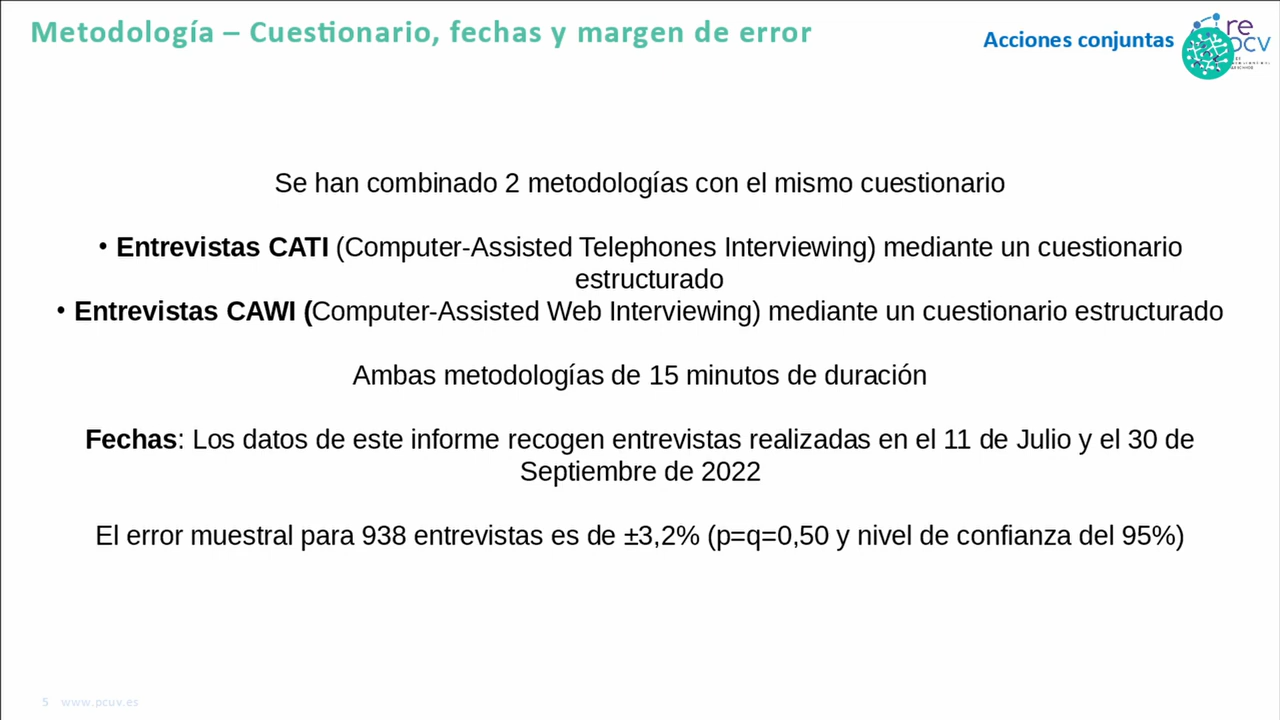 Metodología – Cuestionario, fechas y margen de error
Acciones conjuntas
re
pcv
Se han combinado 2 metodologías con el mismo cuestionario
• Entrevistas CATI (Computer-Assisted Telephones Interviewing) mediante un cuestionario
estructurado
• Entrevistas CAWI (Computer-Assisted Web Interviewing) mediante un cuestionario estructurado
Ambas metodologías de 15 minutos de duración
Fechas: Los datos de este informe recogen entrevistas realizadas en el 11 de Julio y el 30 de
Septiembre de 2022
El error muestral para 938 entrevistas es de ±3,2% (p=q=0,50 y nivel de confianza del 95%)
5 www.pcuv.es